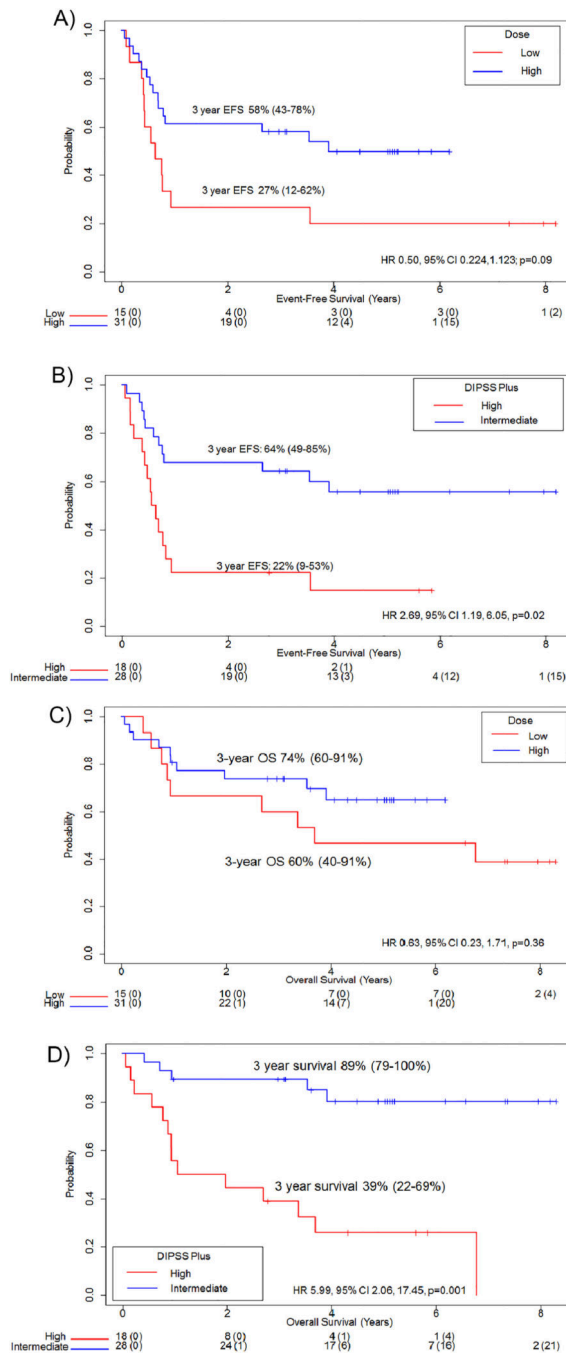 A)
Dose
Low
High
1.0
0.8
0.6
0.4
0.2
0.0
Probability
3 year EFS 58% (43-78%)
3 year EFS 27% (12-62%)
HR 0.50, 95% CI 0.224,1.123; p=0.09
0 2 4 6 8
Event-Free Survival (Years)
Low 15 (0) 4 (0) 3 (0) 3 (0) 1 (2)
High 31 (0) 19 (0) 12 (4) 1 (15)
B)
DIPSS Plus
High
Intermediate
1.0
0.8
0.6
0.4
0.2
0.0
Probability
3 year EFS: 64% (49-85%)
3 year EFS: 22% (9-53%)
HR 2.69, 95% CI 1.19, 6.05, p=0.02
0 2 4 6 8
Event-Free Survival (Years)
High 18 (0) 4 (0) 2 (1)
Intermediate 28 (0) 19 (0) 13 (3) 4 (12) 1 (15)
C)
Dose
Low
High
1.0
0.8
0.6
0.4
0.2
0.0
Probability
3-year OS 74% (60-91%)
3-year OS 60% (40-91%)
HR 0.63, 95% CI 0.23, 1.71, p=0.36
0 2 4 6 8
Overall Survival (Years)
Low 15 (0) 10 (0) 7 (0) 7 (0) 2 (4)
High 31 (0) 22 (1) 14 (7) 1 (20)
D)
1.0
0.8
0.6
0.4
0.2
0.0
Probability
3 year survival 89% (79-100%)
3 year survival 39% (22-69%)
DIPSS Plus
High
Intermediate
HR 5.99, 95% CI 2.06, 17.45, p=0.001
0 2 4 6 8
Overall Survival (Years)
High 18 (0) 8 (0) 4 (1) 1 (4)
Intermediate 28 (0) 24 (1) 17 (6) 7 (16) 2 (21)